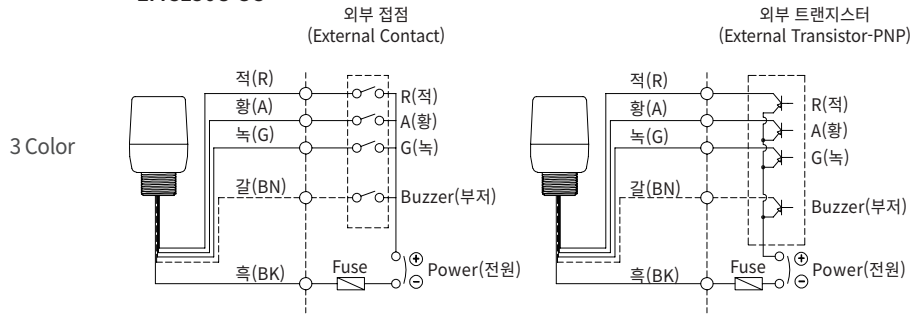 외부 접점
(External Contact)
외부 트랜지스터
(External Transistor-PNP)
3 Color
적(R)
황(A)
녹(G)
갈(BN)
흑(BK)
R(적)
A(황)
G(녹)
Buzzer(부저)
Fuse
Power(전원)
적(R)
황(A)
녹(G)
갈(BN)
흑(BK)
R(적)
A(황)
G(녹)
Buzzer(부저)
Fuse
Power(전원)